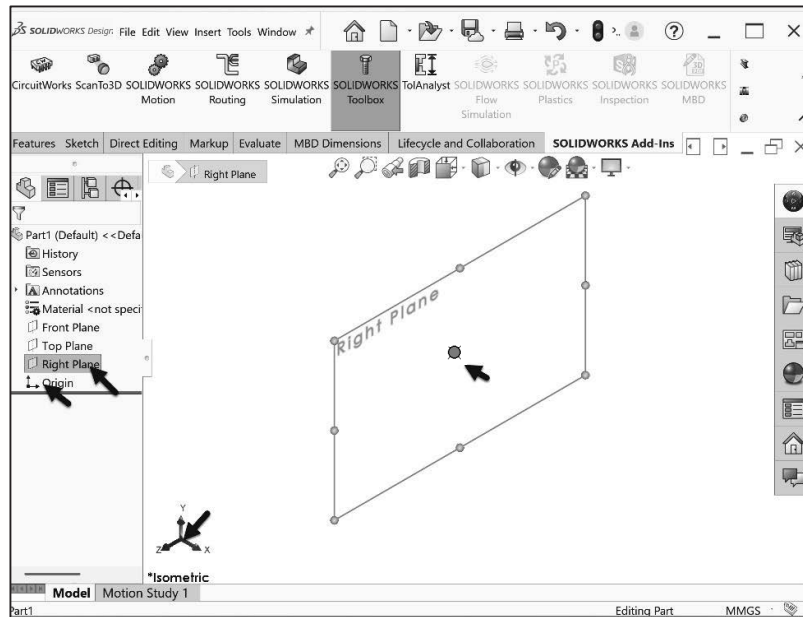 SOLIDWORKS Design File Edit View Insert Tools Window
CircuitWorks ScanTo3D SOLIDWORKS Motion SOLIDWORKS Routing SOLIDWORKS Simulation SOLIDWORKS Toolbox TolAnalyst SOLIDWORKS Flow Simulation SOLIDWORKS Plastics SOLIDWORKS Inspection SOLIDWORKS MBD
Features Sketch Direct Editing Markup Evaluate MBD Dimensions Lifecycle and Collaboration SOLIDWORKS Add-Ins
Right Plane
Part1 (Default) <<Defa
History
Sensors
Annotations
Material <not speci
Front Plane
Top Plane
Right Plane
Origin
Right Plane
Y
Z X
*Isometric
Model Motion Study 1
Part1 Editing Part MMGS